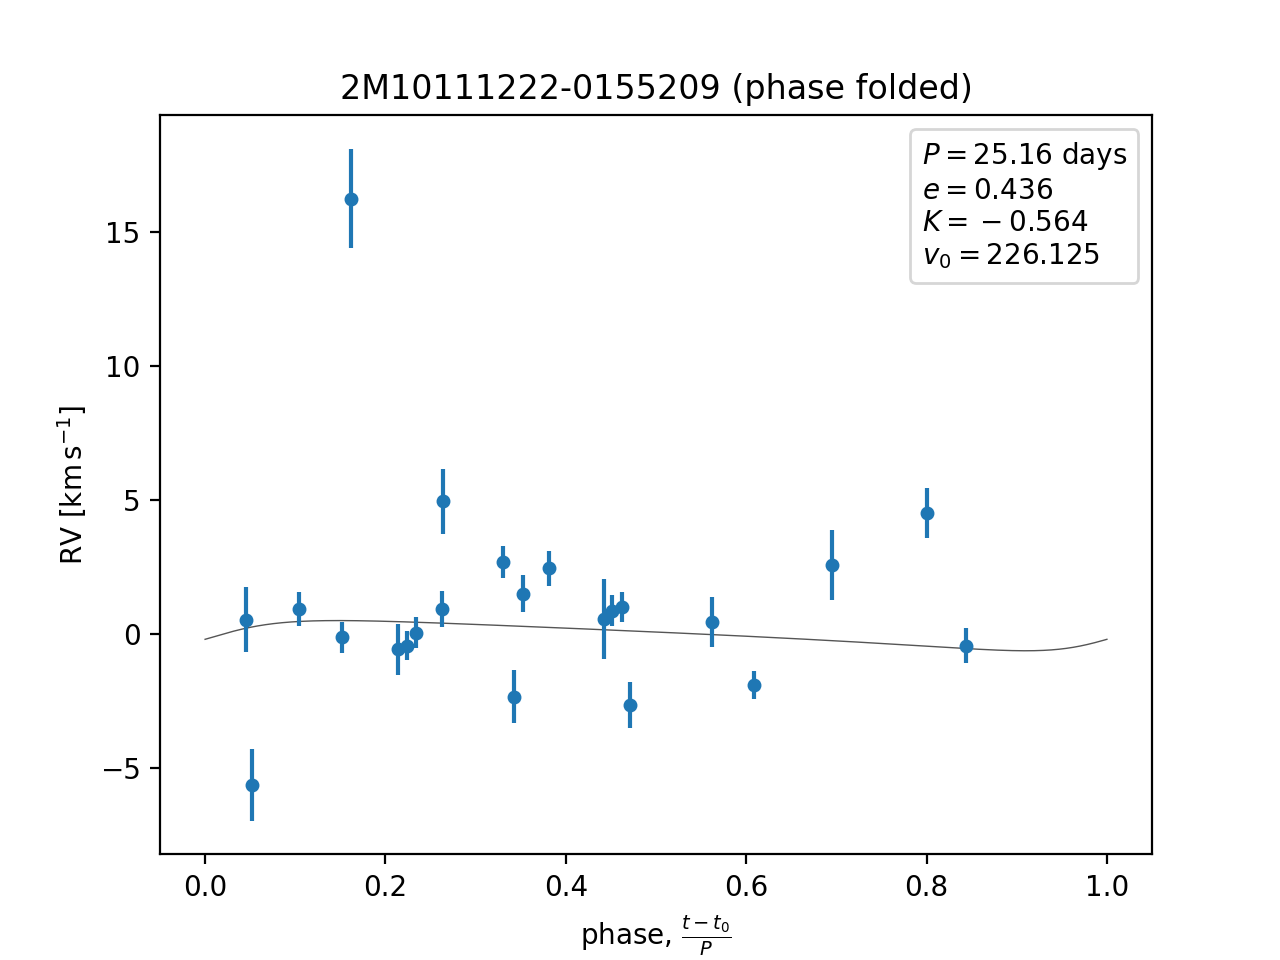 2M10111222-0155209 (phase folded)
P = 25.16 days
e = 0.436
K = −0.564
v₀ = 226.125
15
10
5
0
−5
RV [km s⁻¹]
0.0 0.2 0.4 0.6 0.8 1.0
phase, (t − t₀)/P